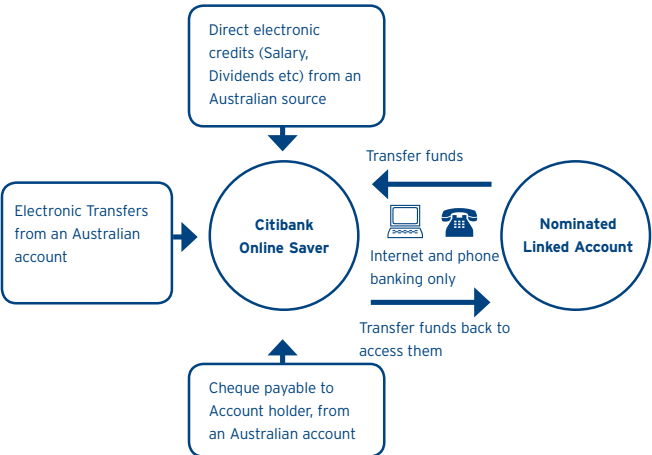 Direct electronic
credits (Salary,
Dividends etc) from an
Australian source
Transfer funds
Electronic Transfers
from an Australian
account
Citibank
Online Saver
Nominated
Linked Account
Internet and phone
banking only
Transfer funds back to
access them
Cheque payable to
Account holder, from
an Australian account